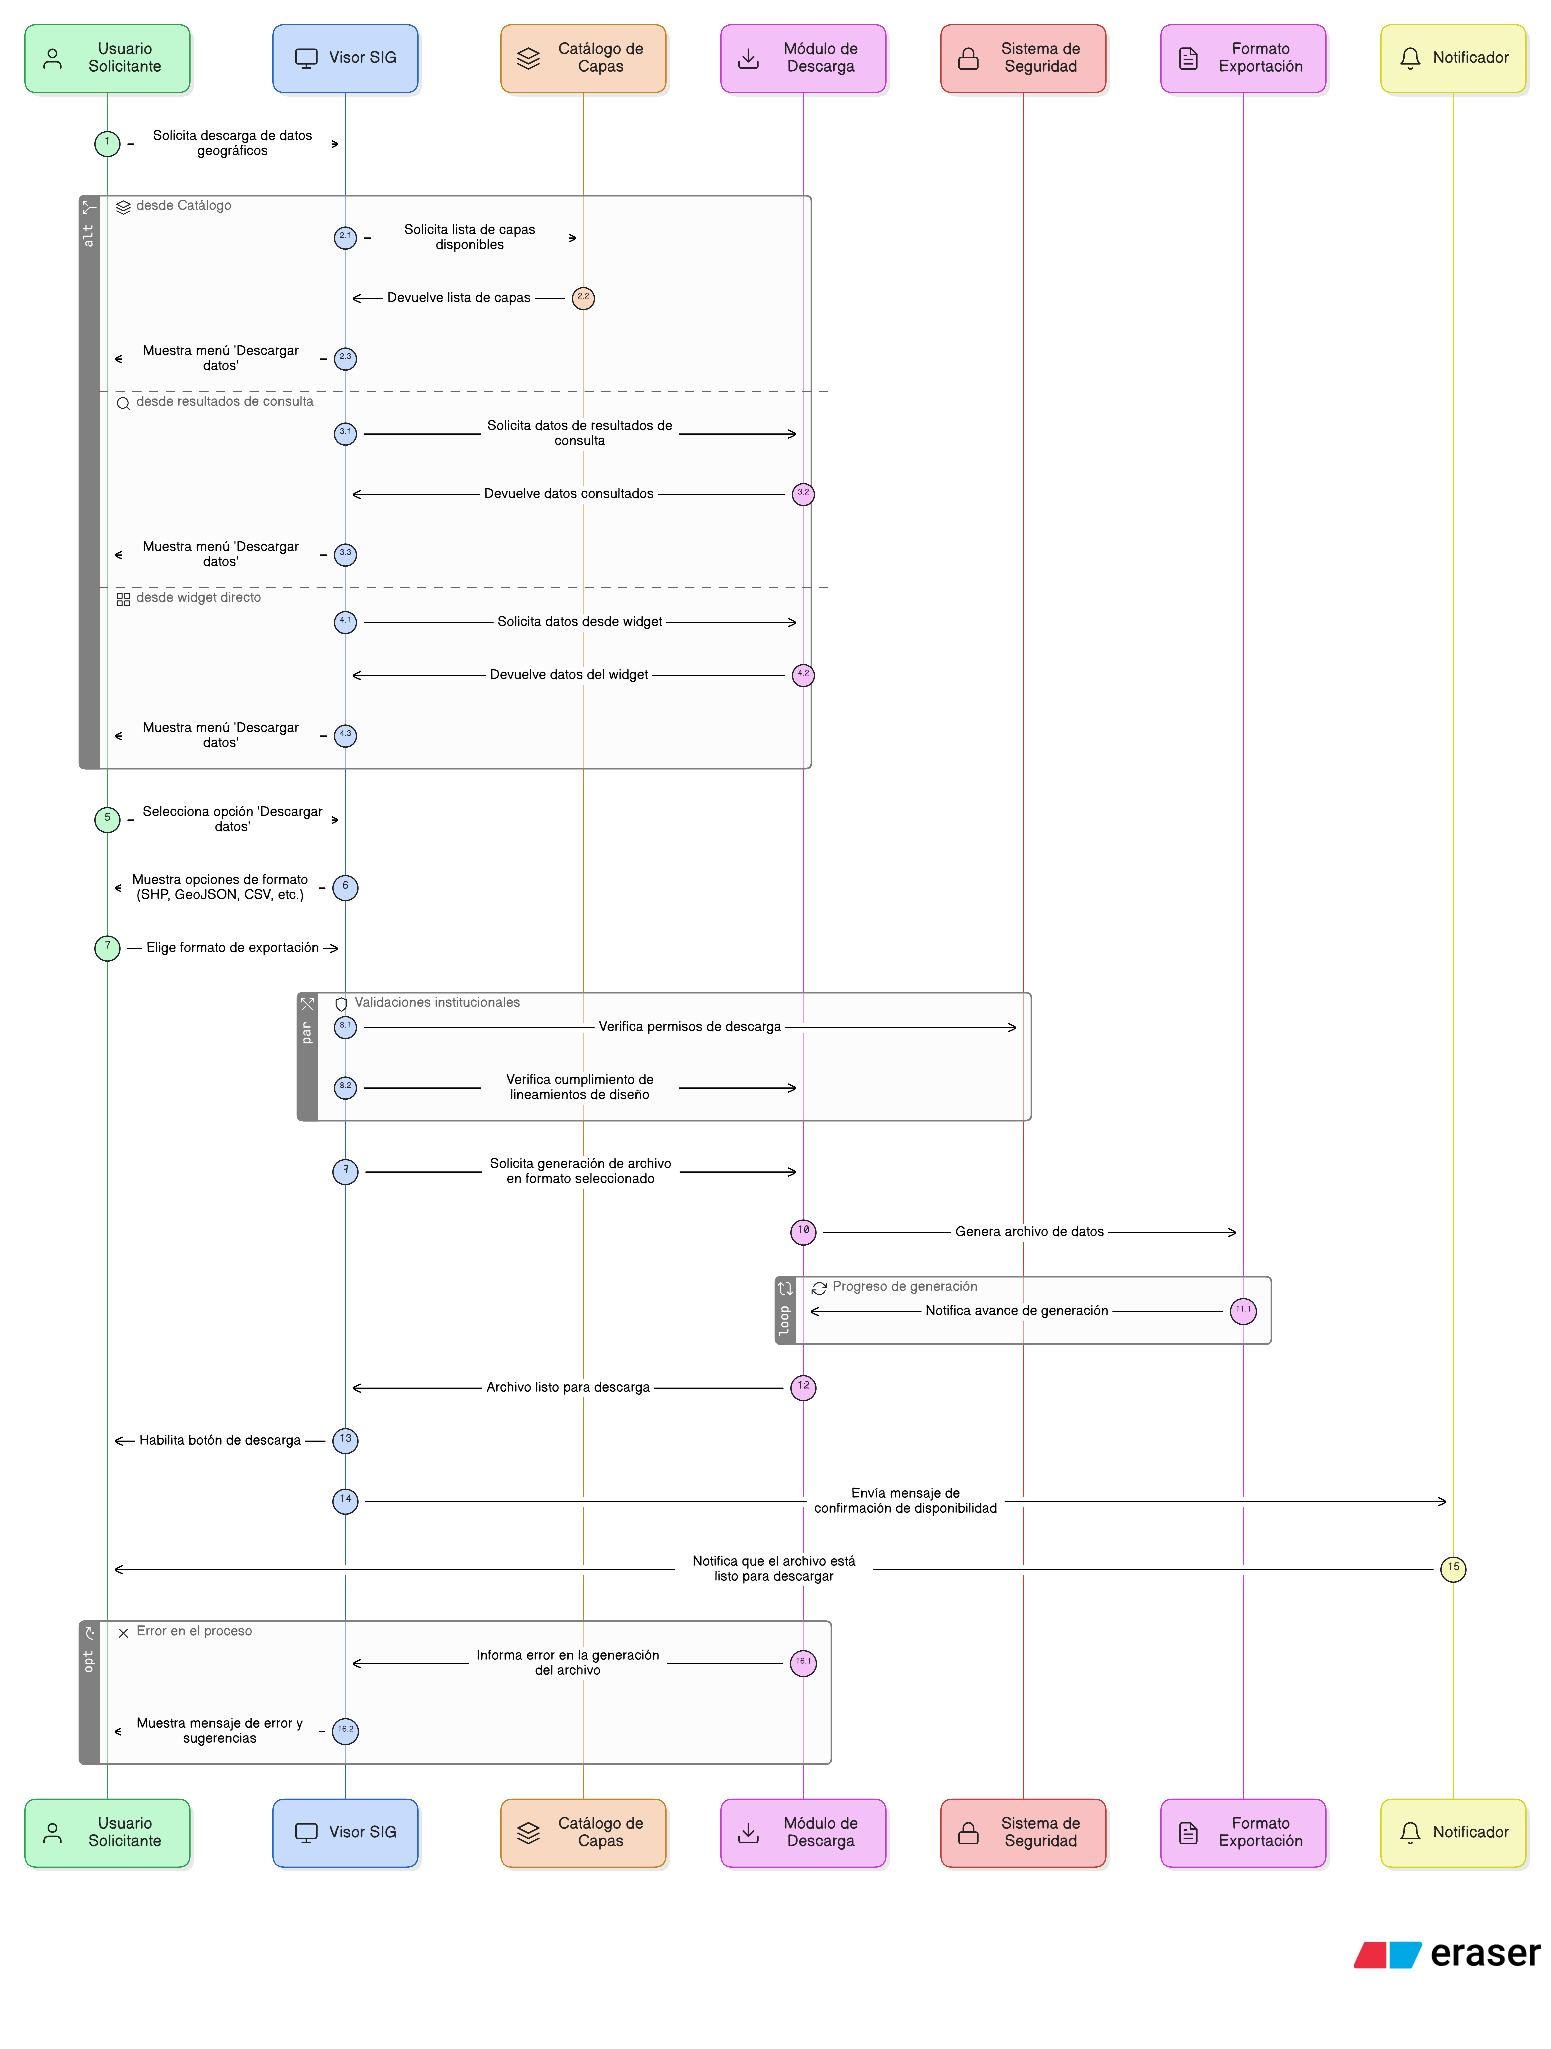 Usuario
Solicitante
Visor SIG
Catálogo de
Capas
Módulo de
Descarga
Sistema de
Seguridad
Formato
Exportación
Notificador
1
Solicita descarga de datos
geográficos
alt
desde Catálogo
2.1
Solicita lista de capas
disponibles
Devuelve lista de capas
2.2
Muestra menú 'Descargar
datos'
2.3
desde resultados de consulta
3.1
Solicita datos de resultados de
consulta
Devuelve datos consultados
3.2
Muestra menú 'Descargar
datos'
3.3
desde widget directo
4.1
Solicita datos desde widget
Devuelve datos del widget
4.2
Muestra menú 'Descargar
datos'
4.3
5
Selecciona opción 'Descargar
datos'
Muestra opciones de formato
(SHP, GeoJSON, CSV, etc.)
6
7
Elige formato de exportación
par
Validaciones institucionales
8.1
Verifica permisos de descarga
8.2
Verifica cumplimiento de
lineamientos de diseño
Solicita generación de archivo
en formato seleccionado
10
Genera archivo de datos
loop
Progreso de generación
Notifica avance de generación
11.1
Archivo listo para descarga
12
Habilita botón de descarga
13
14
Envía mensaje de
confirmación de disponibilidad
Notifica que el archivo está
listo para descargar
15
opt
Error en el proceso
Informa error en la generación
del archivo
16.1
Muestra mensaje de error y
sugerencias
16.2
Usuario
Solicitante
Visor SIG
Catálogo de
Capas
Módulo de
Descarga
Sistema de
Seguridad
Formato
Exportación
Notificador
eraser